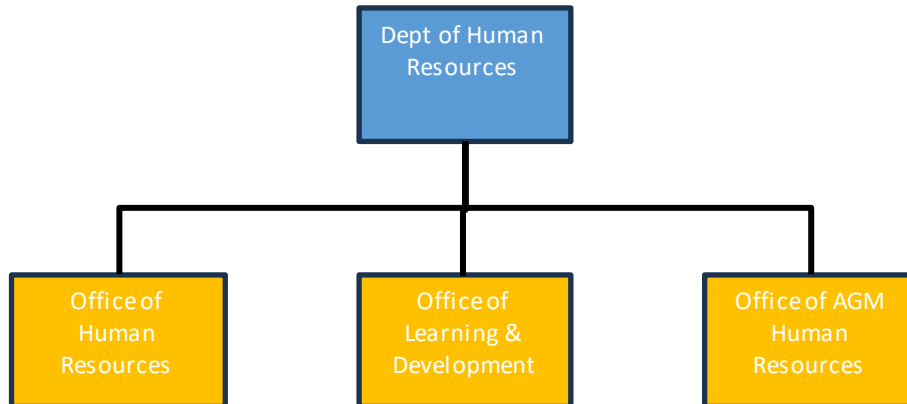 Dept of Human
Resources
Office of
Human
Resources
Office of
Learning &
Development
Office of AGM
Human
Resources